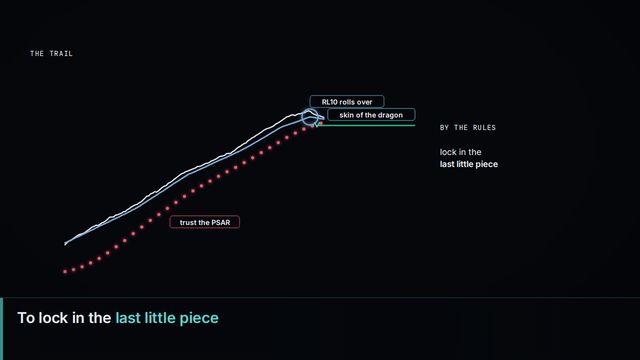 THE TRAIL
RL10 rolls over
skin of the dragon
BY THE RULES
lock in the
last little piece
trust the PSAR
To lock in the last little piece